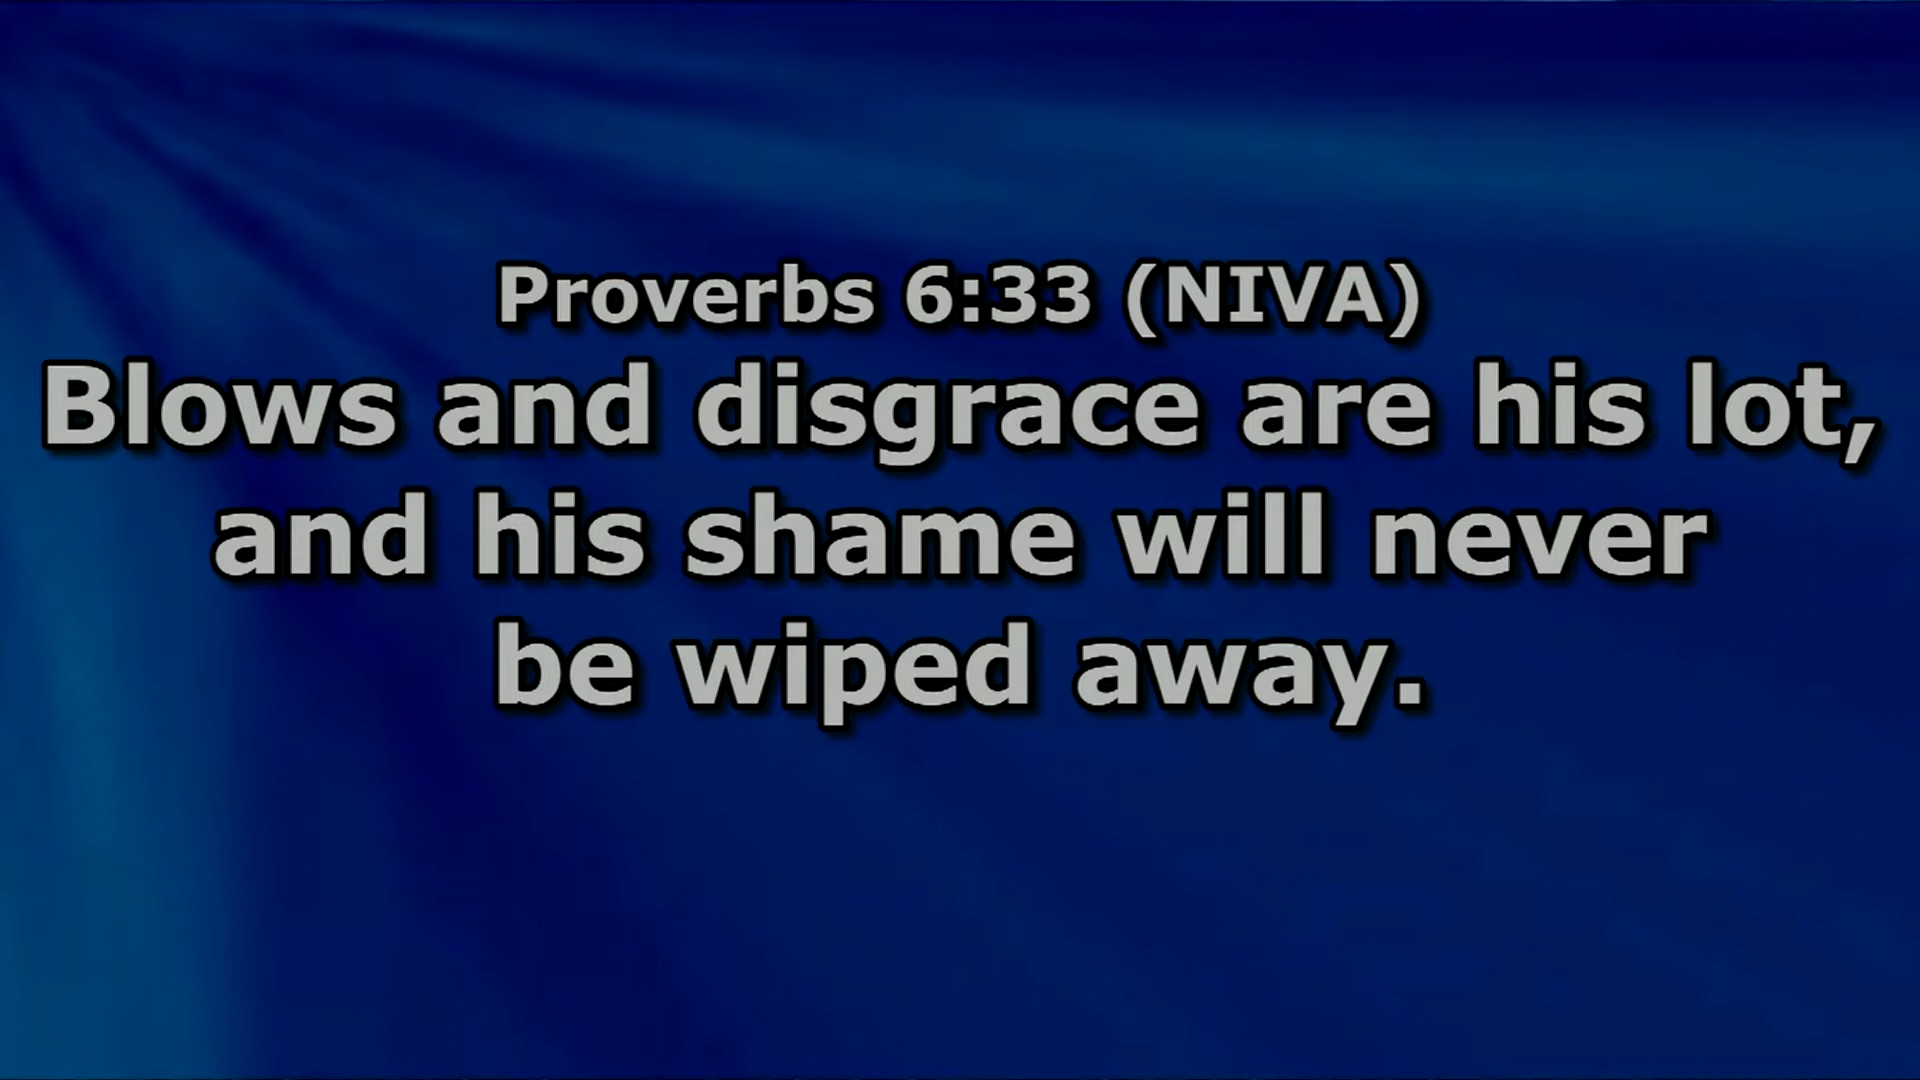 Proverbs 6:33 (NIVA)
Blows and disgrace are his lot,
and his shame will never
be wiped away.